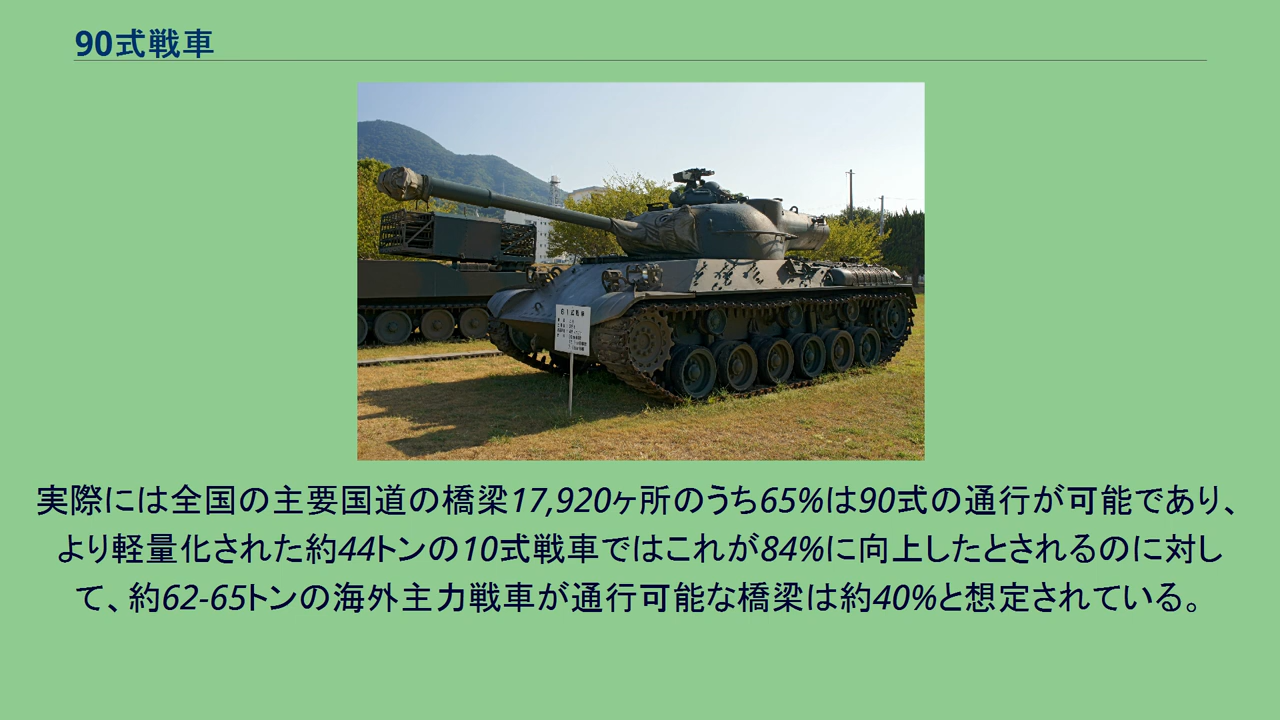 90式戦車
61式戦車
実際には全国の主要国道の橋梁17,920ヶ所のうち65%は90式の通行が可能であり、
より軽量化された約44トンの10式戦車ではこれが84%に向上したとされるのに対し
て、約62-65トンの海外主力戦車が通行可能な橋梁は約40%と想定されている。